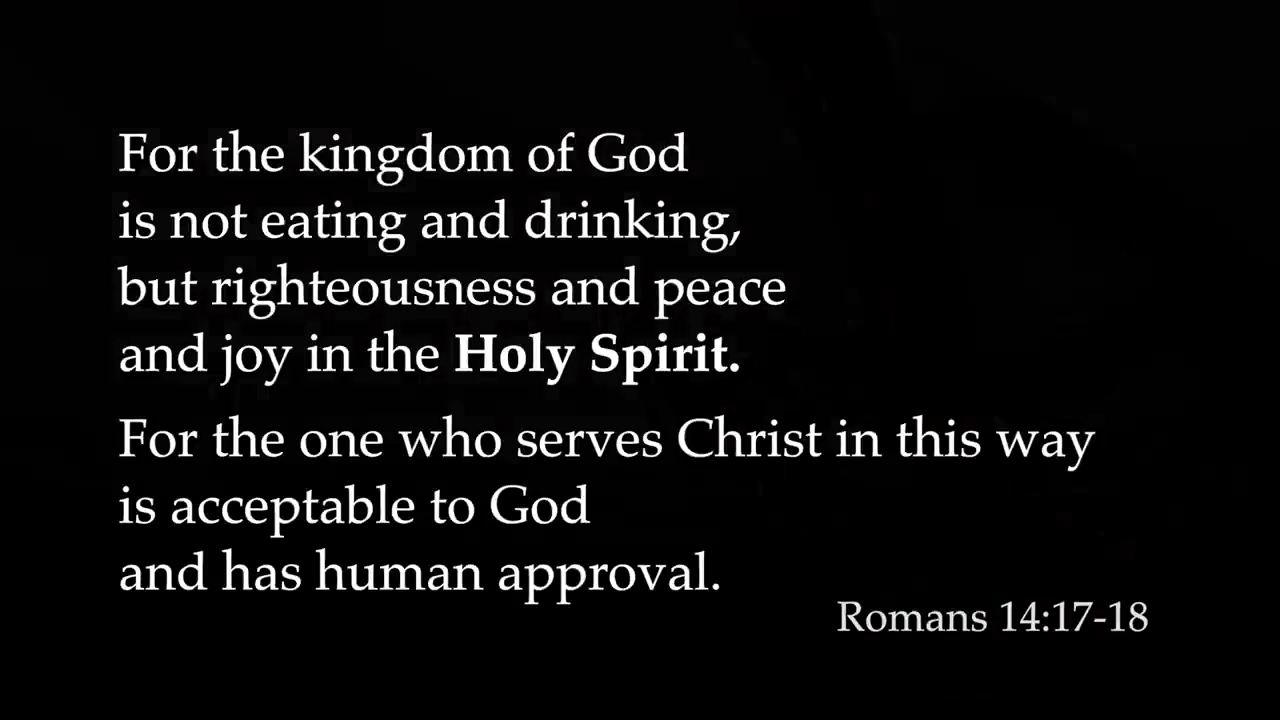 For the kingdom of God
is not eating and drinking,
but righteousness and peace
and joy in the Holy Spirit.
For the one who serves Christ in this way
is acceptable to God
and has human approval.
Romans 14:17-18